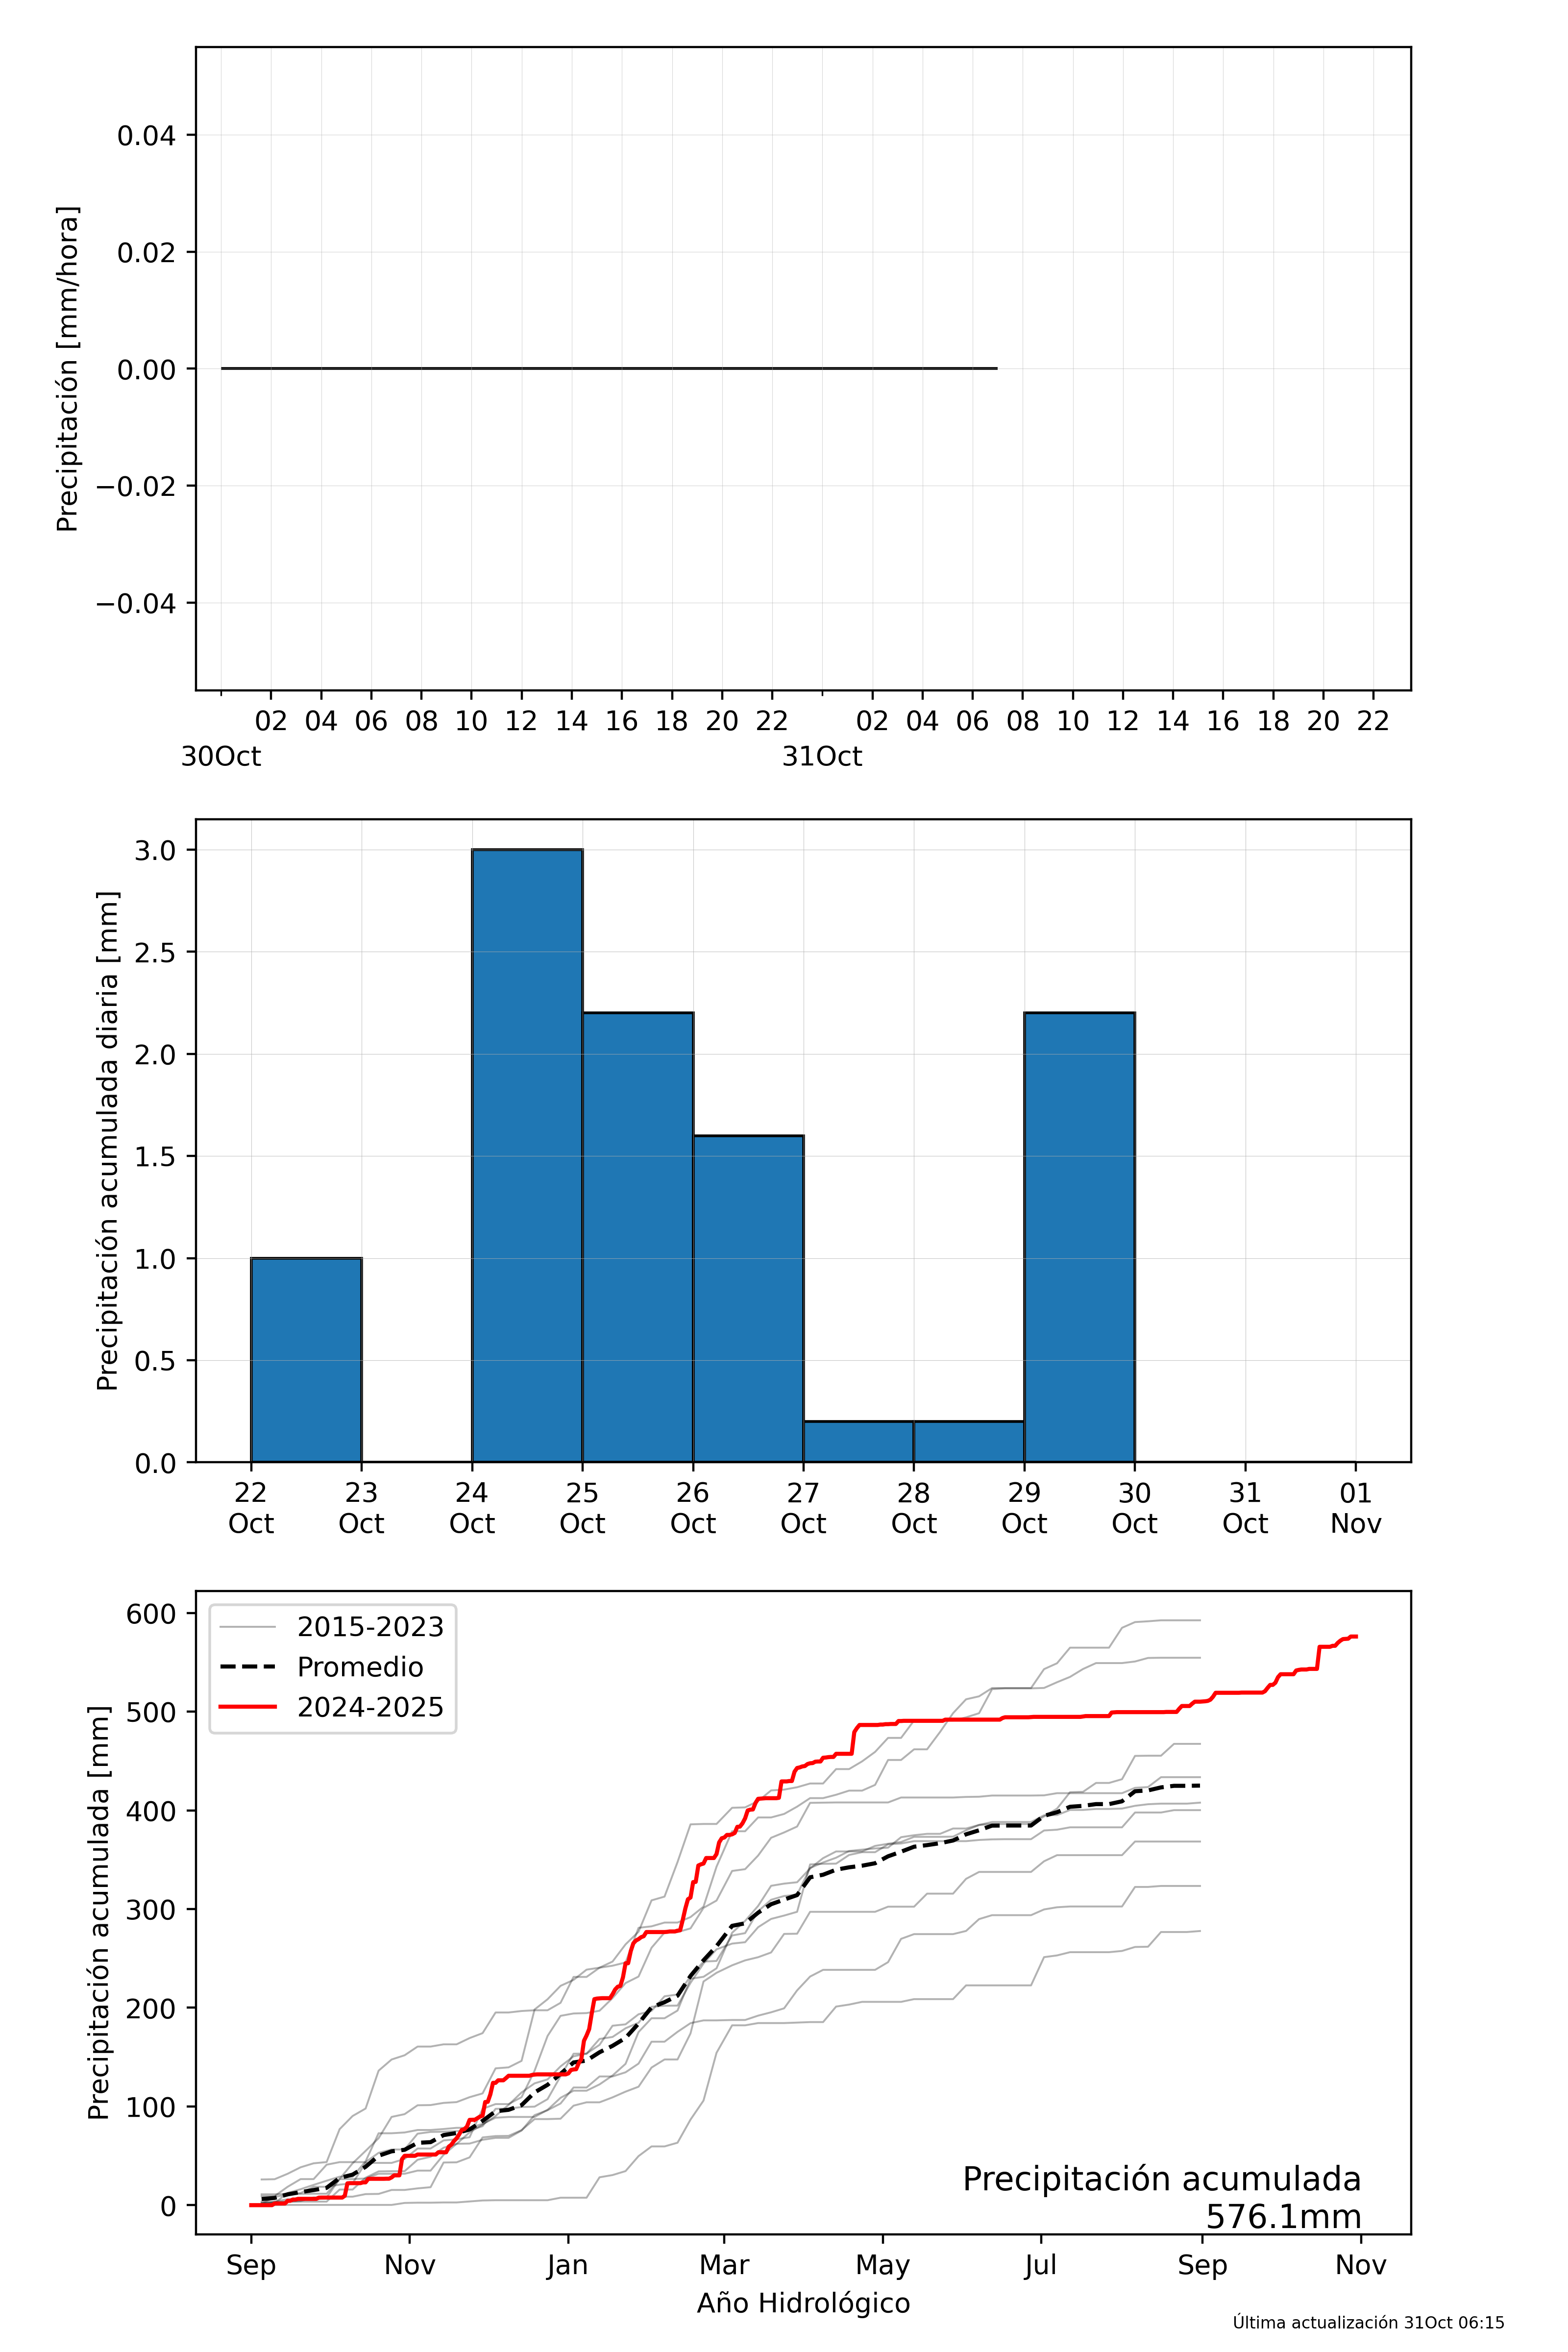 0.04
0.02
0.00
−0.02
−0.04
Precipitación [mm/hora]
02 04 06 08 10 12 14 16 18 20 22 02 04 06 08 10 12 14 16 18 20 22
30Oct 31Oct
3.0
2.5
2.0
1.5
1.0
0.5
0.0
Precipitación acumulada diaria [mm]
22 23 24 25 26 27 28 29 30 31 01
Oct Oct Oct Oct Oct Oct Oct Oct Oct Oct Nov
600
500
400
300
200
100
0
Precipitación acumulada [mm]
2015-2023
Promedio
2024-2025
Precipitación acumulada
576.1mm
Sep Nov Jan Mar May Jul Sep Nov
Año Hidrológico
Última actualización 31Oct 06:15